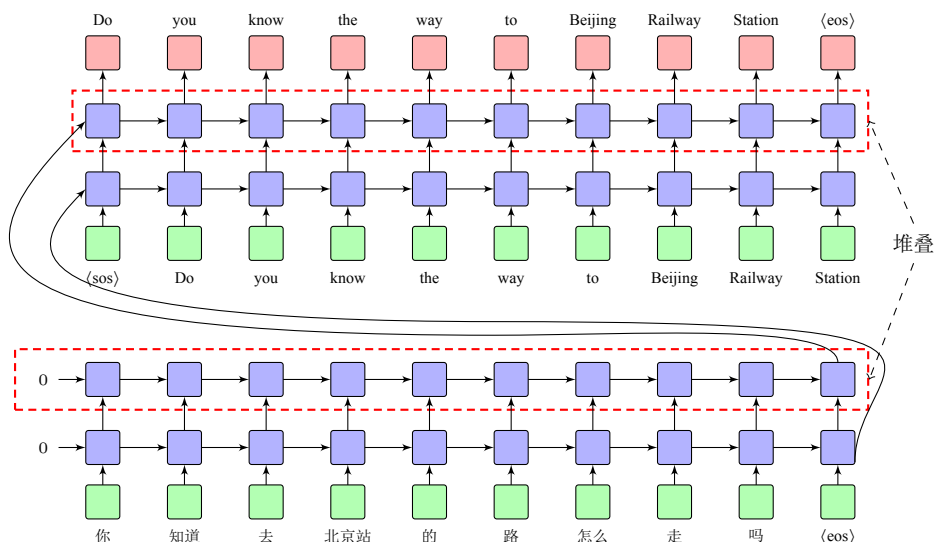 Do you know the way to Beijing Railway Station ⟨eos⟩
堆叠
⟨sos⟩ Do you know the way to Beijing Railway Station
0
0
你 知道 去 北京站 的 路 怎么 走 吗 ⟨eos⟩